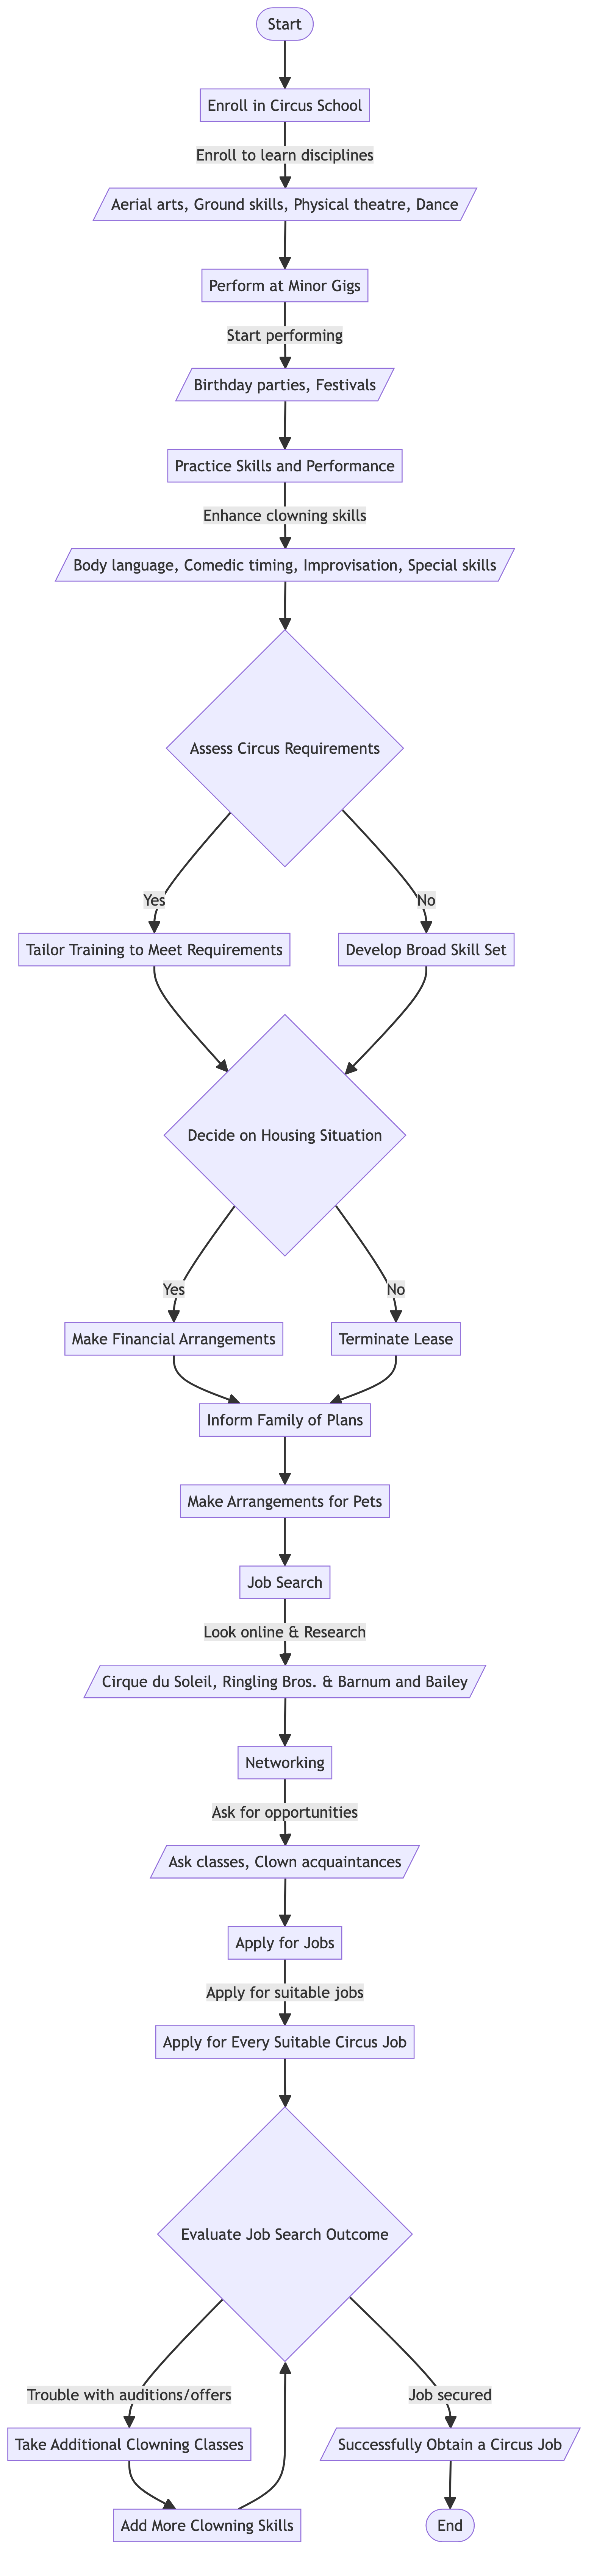 Start
Enroll in Circus School
Enroll to learn disciplines
Aerial arts, Ground skills, Physical theatre, Dance
Perform at Minor Gigs
Start performing
Birthday parties, Festivals
Practice Skills and Performance
Enhance clowning skills
Body language, Comedic timing, Improvisation, Special skills
Assess Circus Requirements
Yes
No
Tailor Training to Meet Requirements
Develop Broad Skill Set
Decide on Housing Situation
Yes
No
Make Financial Arrangements
Terminate Lease
Inform Family of Plans
Make Arrangements for Pets
Job Search
Look online & Research
Cirque du Soleil, Ringling Bros. & Barnum and Bailey
Networking
Ask for opportunities
Ask classes, Clown acquaintances
Apply for Jobs
Apply for suitable jobs
Apply for Every Suitable Circus Job
Evaluate Job Search Outcome
Trouble with auditions/offers
Job secured
Take Additional Clowning Classes
Successfully Obtain a Circus Job
Add More Clowning Skills
End